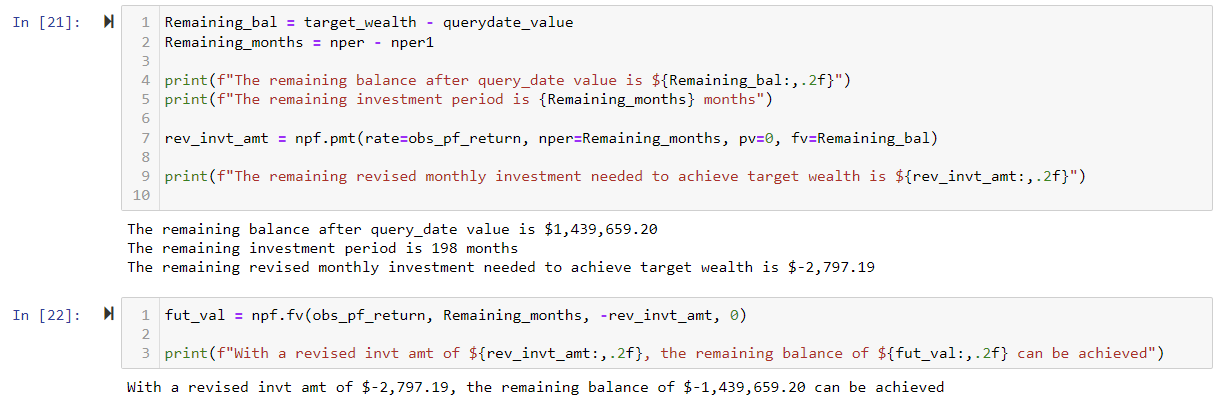 In [21]:
1 Remaining_bal = target_wealth - querydate_value
2 Remaining_months = nper - nper1
3
4 print(f"The remaining balance after query_date value is ${Remaining_bal:,.2f}")
5 print(f"The remaining investment period is {Remaining_months} months")
6
7 rev_invt_amt = npf.pmt(rate=obs_pf_return, nper=Remaining_months, pv=0, fv=Remaining_bal)
8
9 print(f"The remaining revised monthly investment needed to achieve target wealth is ${rev_invt_amt:,.2f}")
10
The remaining balance after query_date value is $1,439,659.20
The remaining investment period is 198 months
The remaining revised monthly investment needed to achieve target wealth is $-2,797.19
In [22]:
1 fut_val = npf.fv(obs_pf_return, Remaining_months, -rev_invt_amt, 0)
2
3 print(f"With a revised invt amt of ${rev_invt_amt:,.2f}, the remaining balance of ${fut_val:,.2f} can be achieved")
With a revised invt amt of $-2,797.19, the remaining balance of $-1,439,659.20 can be achieved